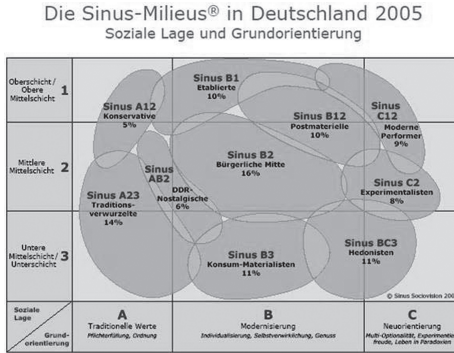 Die Sinus-Milieus® in Deutschland 2005
Soziale Lage und Grundorientierung
Oberschicht /
Obere
Mittelschicht
1
Mittlere
Mittelschicht
2
Untere
Mittelschicht /
Unterschicht
3
Sinus B1
Etablierte
10%
Sinus A12
Konservative
5%
Sinus B12
Postmaterielle
10%
Sinus
C12
Moderne
Performer
9%
Sinus B2
Bürgerliche Mitte
16%
Sinus
AB2
DDR-
Nostalgische
6%
Sinus A23
Traditions-
verwurzelte
14%
Sinus C2
Experimentalisten
8%
Sinus B3
Konsum-Materialisten
11%
Sinus BC3
Hedonisten
11%
© Sinus Sociovision
Soziale
Lage
Grund-
orientierung
A
Traditionelle Werte
Pflichterfüllung, Ordnung
B
Modernisierung
Individualisierung, Selbstverwirklichung, Genuss
C
Neuorientierung
Multi-Optionalität,
freude, Leben in Paradoxien